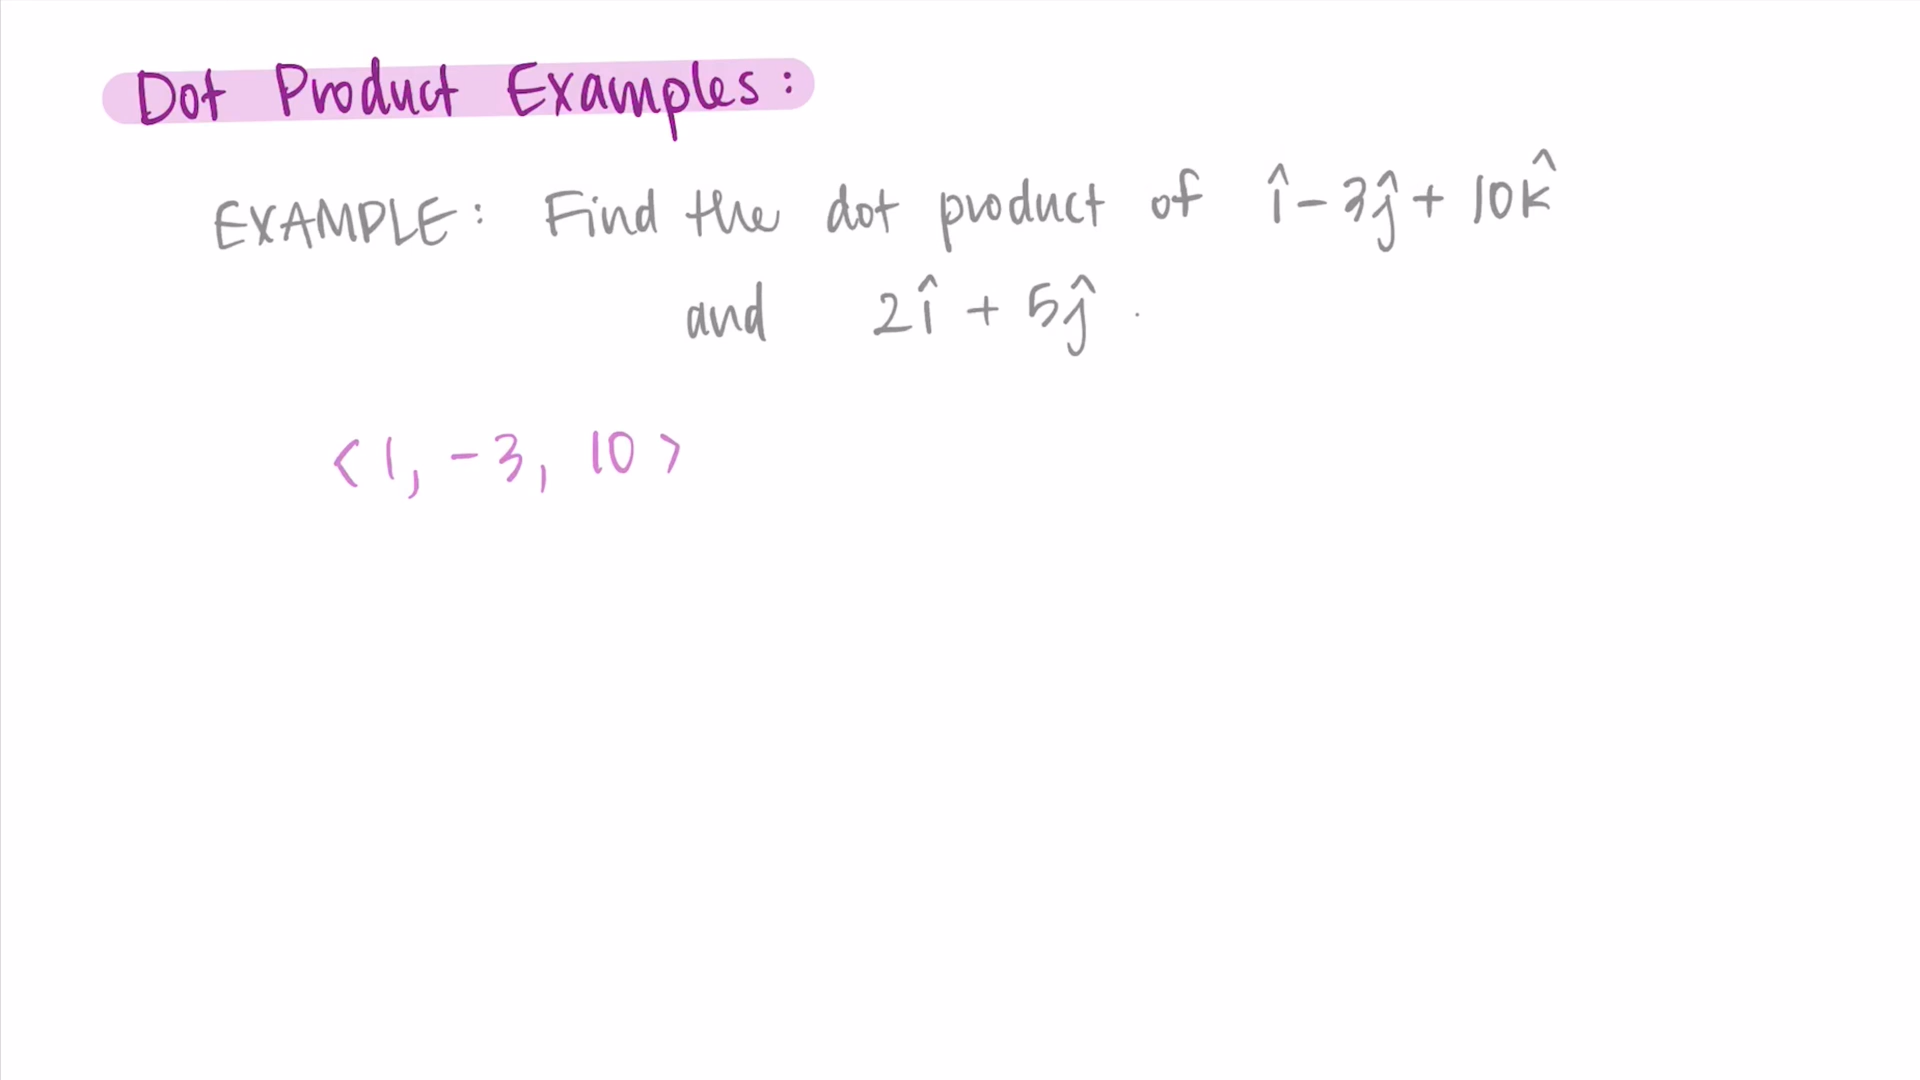 Dot Product Examples:
EXAMPLE: Find the dot product of î - 3ĵ + 10k̂
and 2î + 5ĵ.
<1, -3, 10>